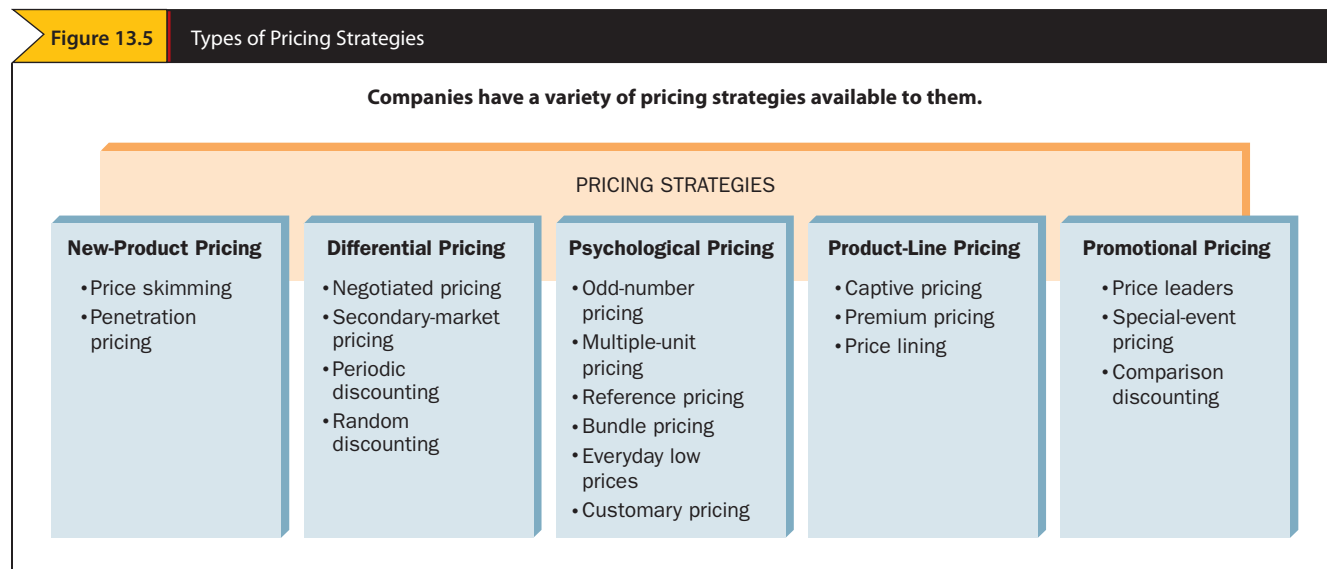 Figure 13.5
Types of Pricing Strategies
Companies have a variety of pricing strategies available to them.
PRICING STRATEGIES
New-Product Pricing
• Price skimming
• Penetration
pricing
Differential Pricing
• Negotiated pricing
• Secondary-market
pricing
• Periodic
discounting
• Random
discounting
Psychological Pricing
• Odd-number
pricing
• Multiple-unit
pricing
• Reference pricing
• Bundle pricing
• Everyday low
prices
• Customary pricing
Product-Line Pricing
• Captive pricing
• Premium pricing
• Price lining
Promotional Pricing
• Price leaders
• Special-event
pricing
• Comparison
discounting